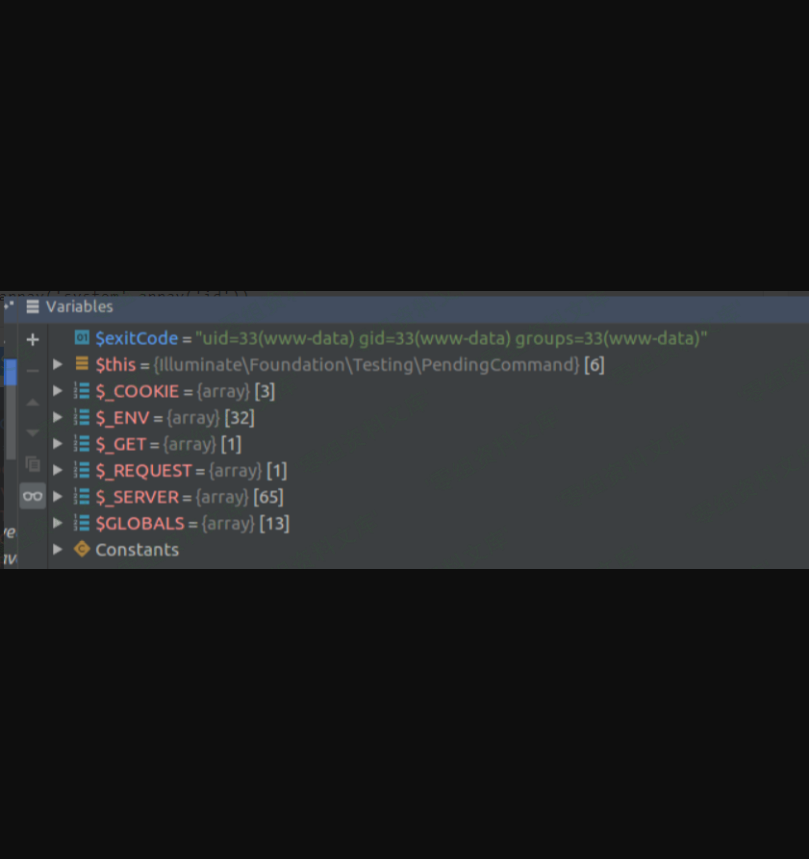 Variables
$exitCode = "uid=33(www-data) gid=33(www-data) groups=33(www-data)"
$this = {Illuminate\Foundation\Testing\PendingCommand} [6]
$_COOKIE = {array} [3]
$_ENV = {array} [32]
$_GET = {array} [1]
$_REQUEST = {array} [1]
$_SERVER = {array} [65]
$GLOBALS = {array} [13]
Constants